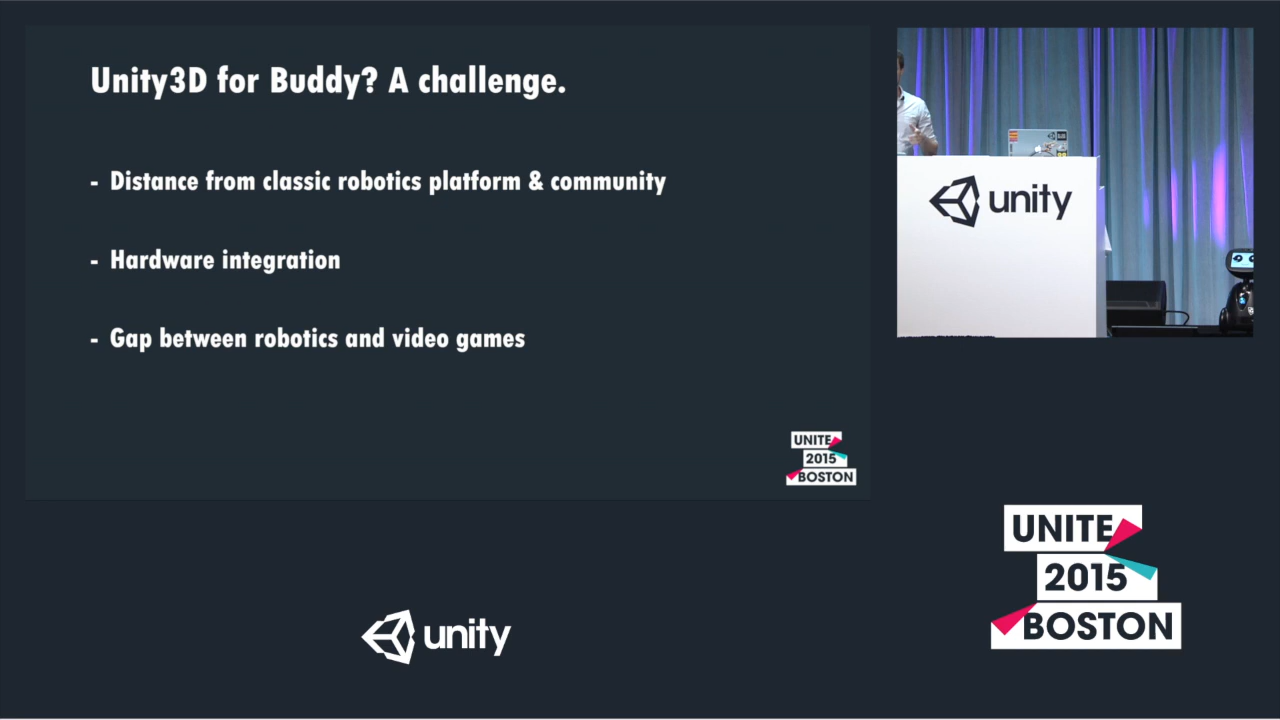 Unity3D for Buddy? A challenge.
- Distance from classic robotics platform & community
- Hardware integration
- Gap between robotics and video games
UNITE
2015
BOSTON
unity
UNITE
2015
BOSTON
unity